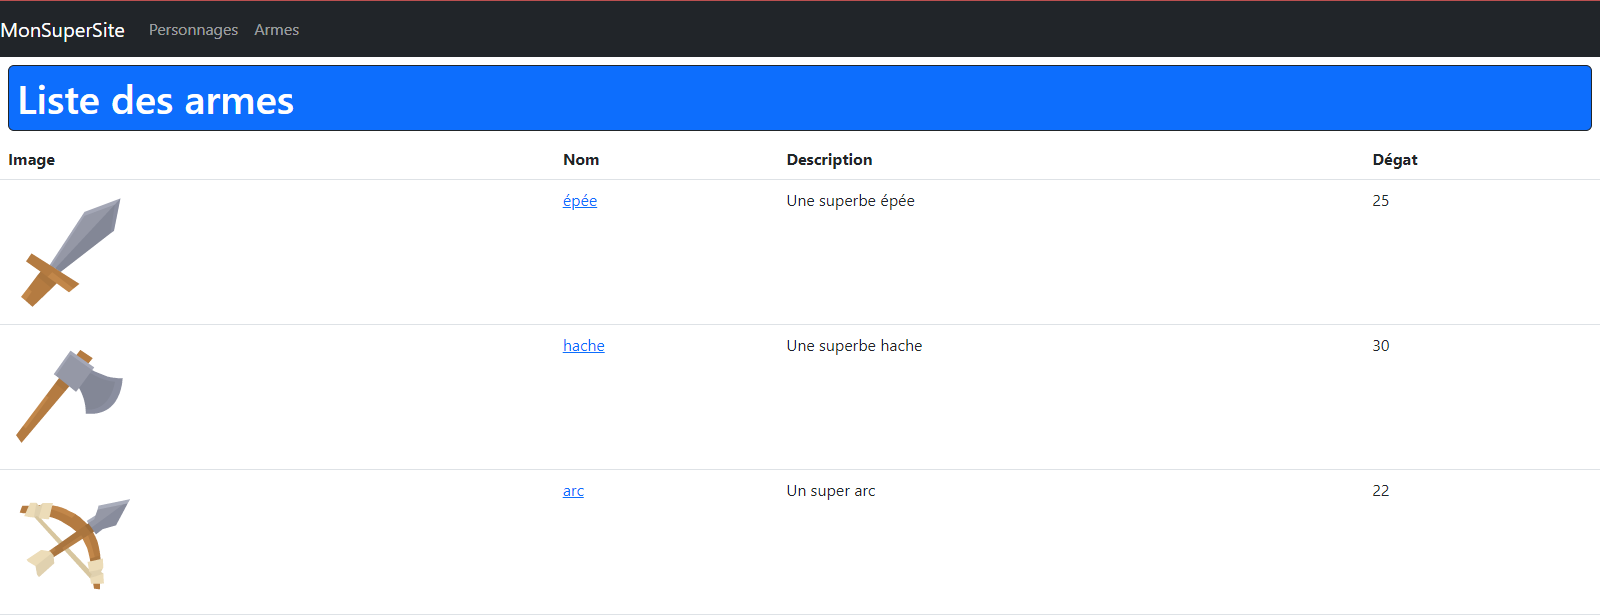 MonSuperSite Personnages Armes
Liste des armes
Image Nom Description Dégat
épée Une superbe épée 25
hache Une superbe hache 30
arc Un super arc 22